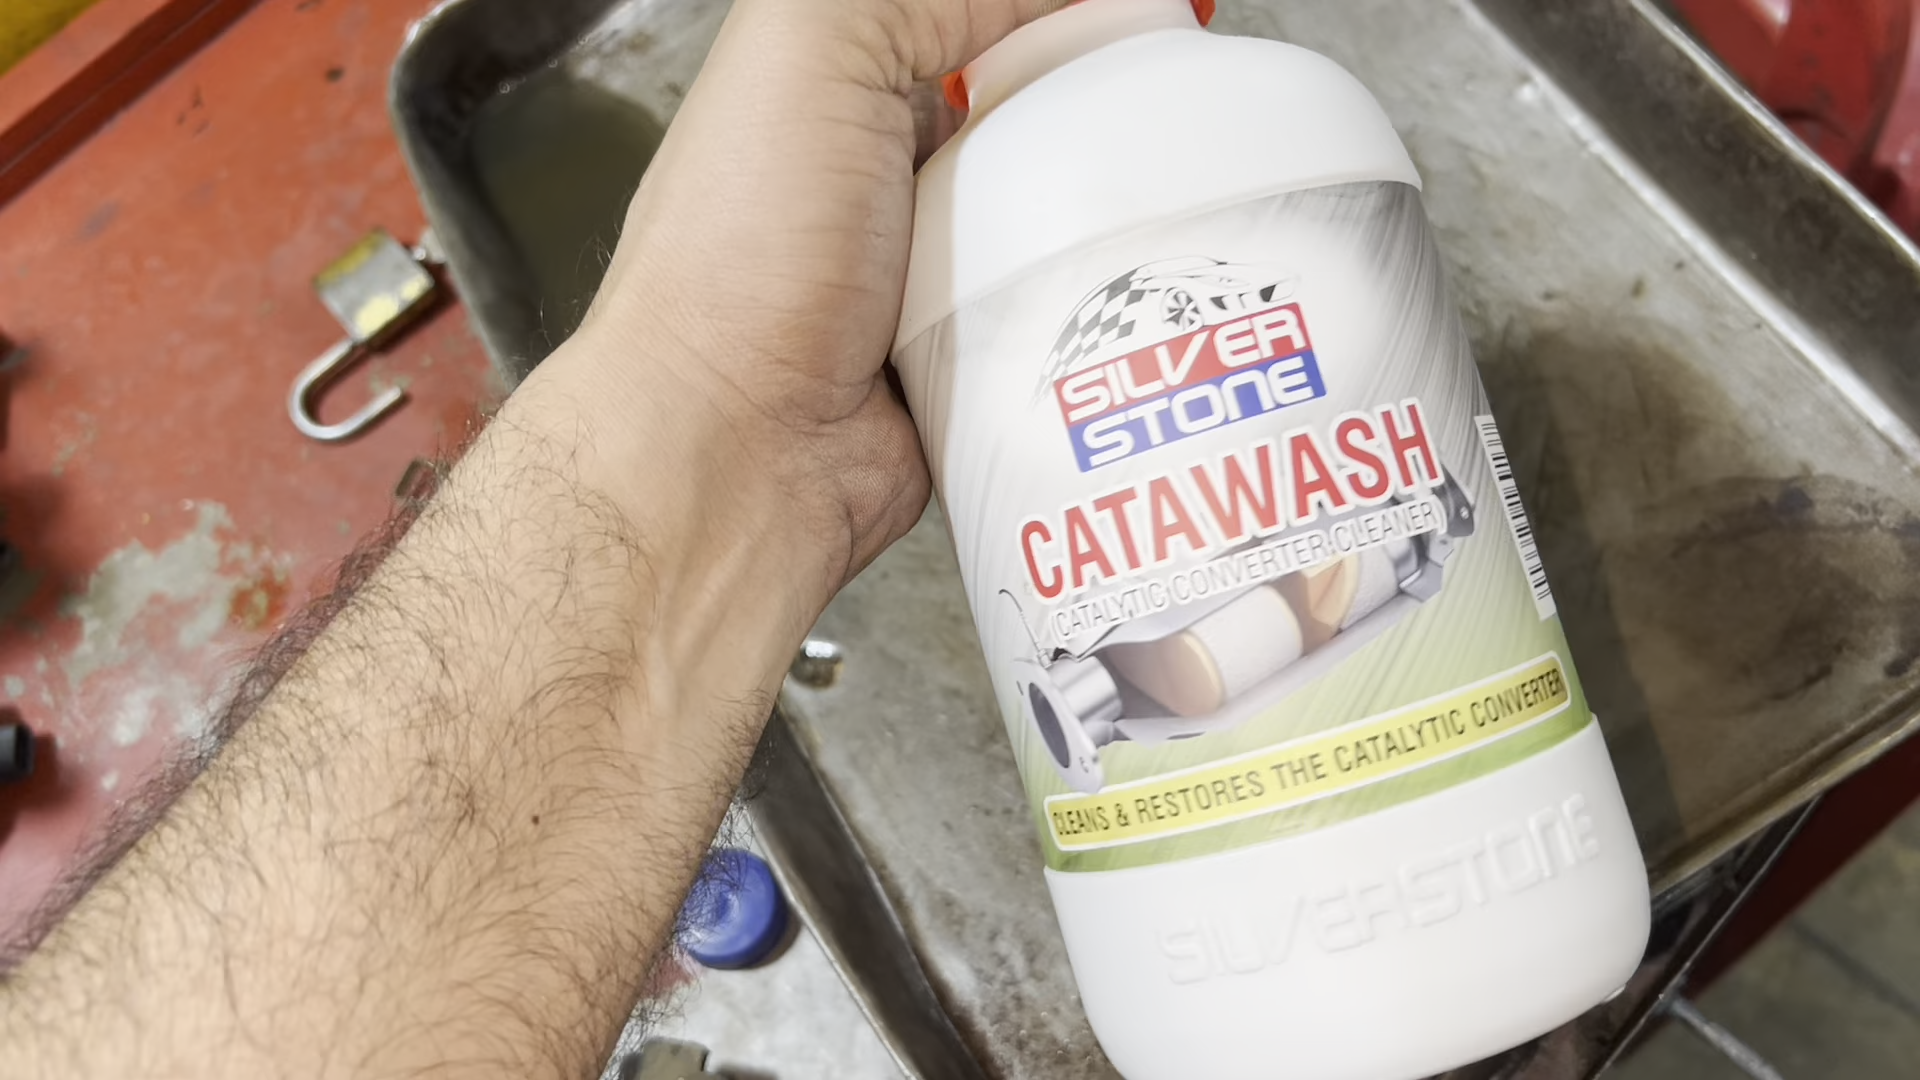 SILVER
STONE
CATAWASH
(CATALYTIC CONVERTER CLEANER)
CLEANS & RESTORES THE CATALYTIC CONVERTER
SILVERSTONE